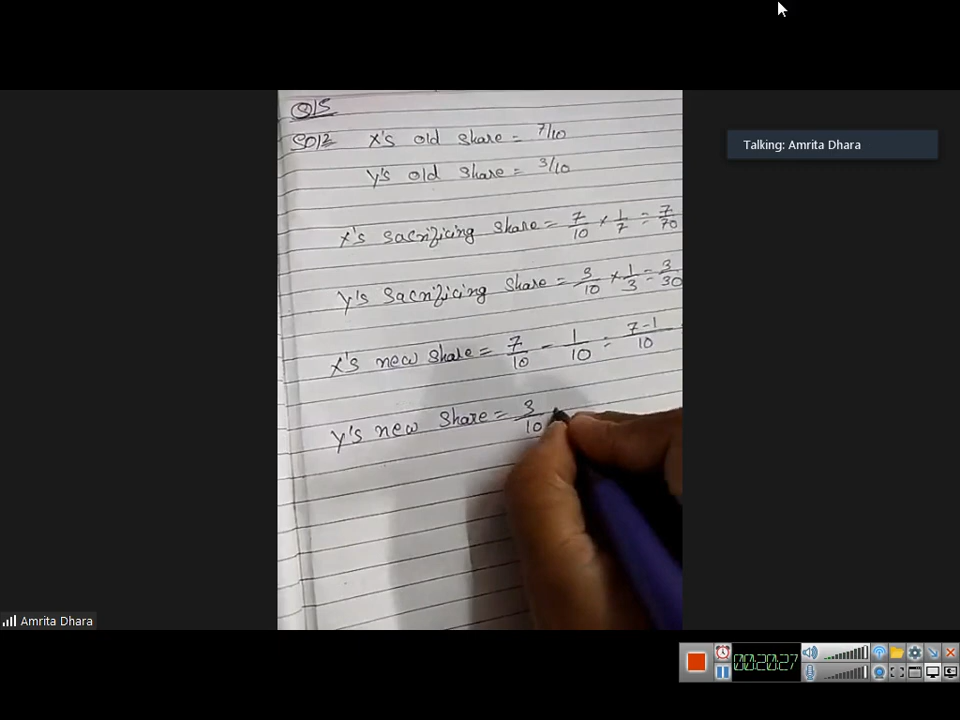 Q15
Talking: Amrita Dhara
Sol? X's old share = 7/10
Y's old share = 3/10
X's sacrificing share = 7/10 × 1/7 = 7/70
Y's sacrificing share = 3/10 × 1/3 = 3/30
X's new share = 7/10 - 1/10 = 7-1/10
Y's new share = 3/10
Amrita Dhara
00:20:27